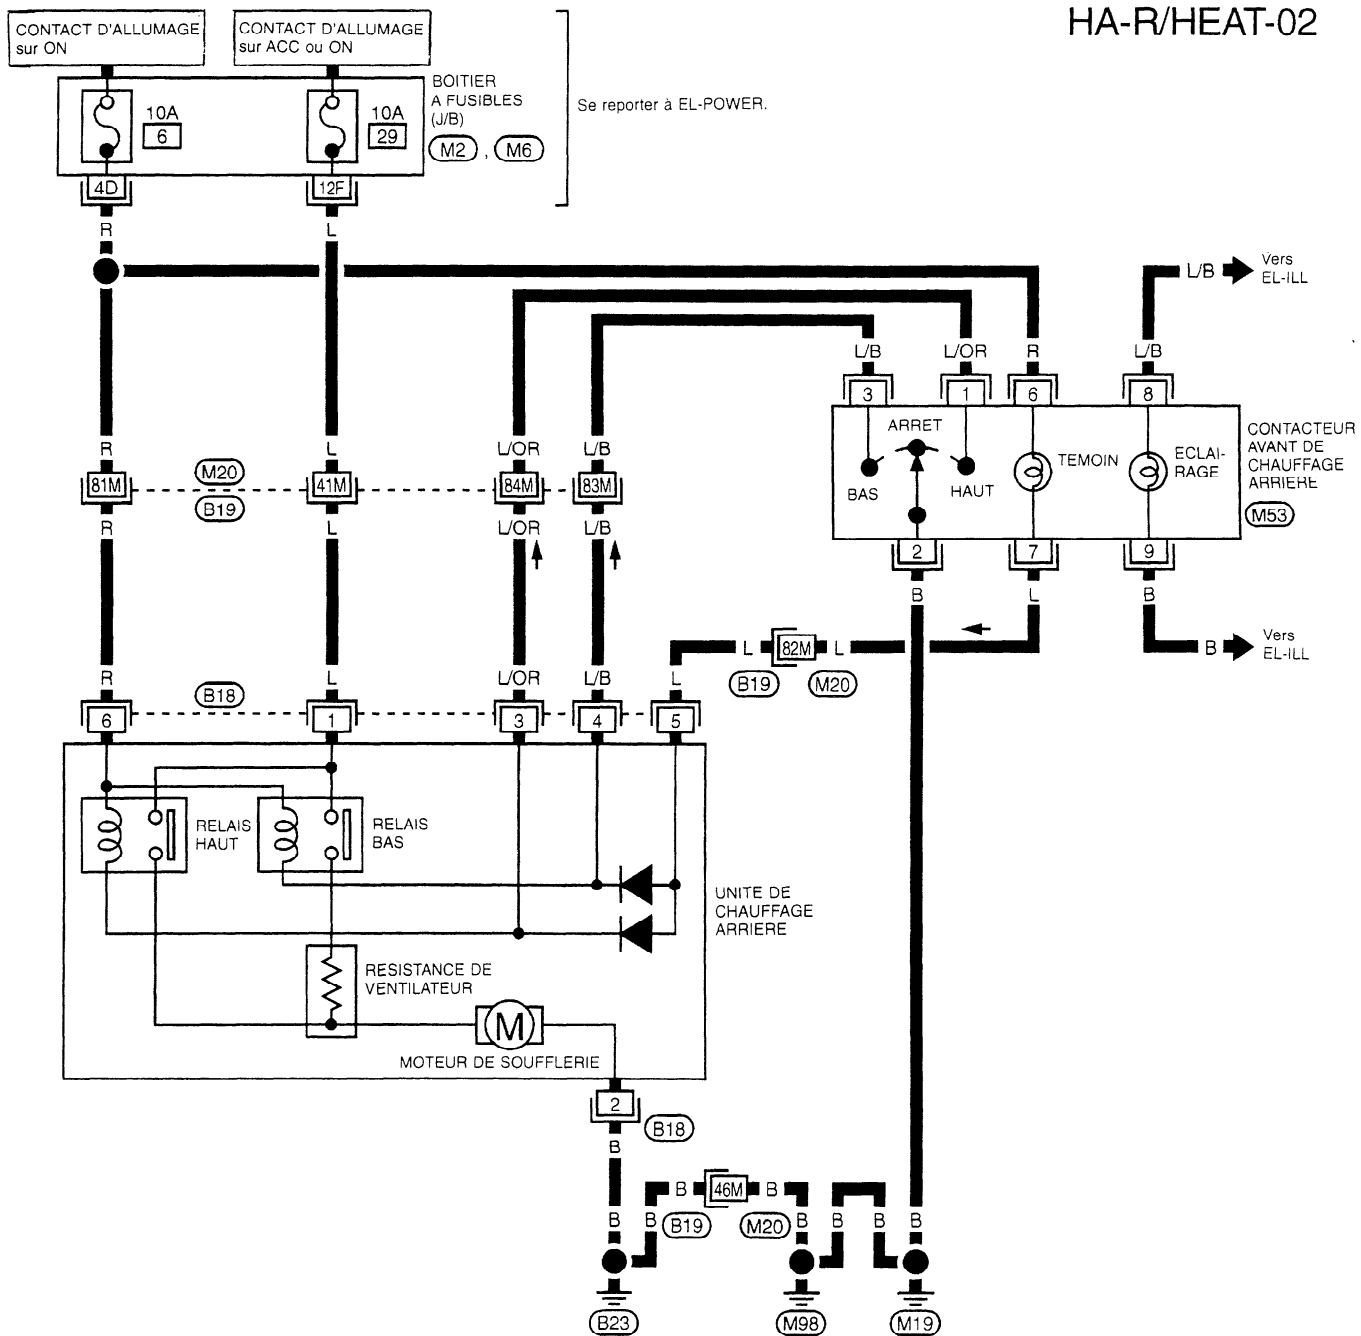 HA-R/HEAT-02
CONTACT D'ALLUMAGE
sur ON
CONTACT D'ALLUMAGE
sur ACC ou ON
BOITIER
A FUSIBLES
(J/B)
M2 , M6
Se reporter à EL-POWER.
10A
6
10A
29
4D
12F
R
L
L/B
Vers
EL-ILL
L/B
L/OR
R
L/B
3
1
6
8
ARRET
BAS
HAUT
TEMOIN
ECLAI-
RAGE
CONTACTEUR
AVANT DE
CHAUFFAGE
ARRIERE
M53
R
L
L/OR
L/B
81M
M20
41M
84M
83M
B19
R
L
L/OR
L/B
2
7
9
B
L
B
B
Vers
EL-ILL
L
82M
L
B19
M20
R
L
L/OR
L/B
L
B18
6
1
3
4
5
RELAIS
HAUT
RELAIS
BAS
UNITE DE
CHAUFFAGE
ARRIERE
RESISTANCE DE
VENTILATEUR
M
MOTEUR DE SOUFFLERIE
2
B18
B
B
46M
B
B19
M20
B
B
B
B
B
B
B23
M98
M19